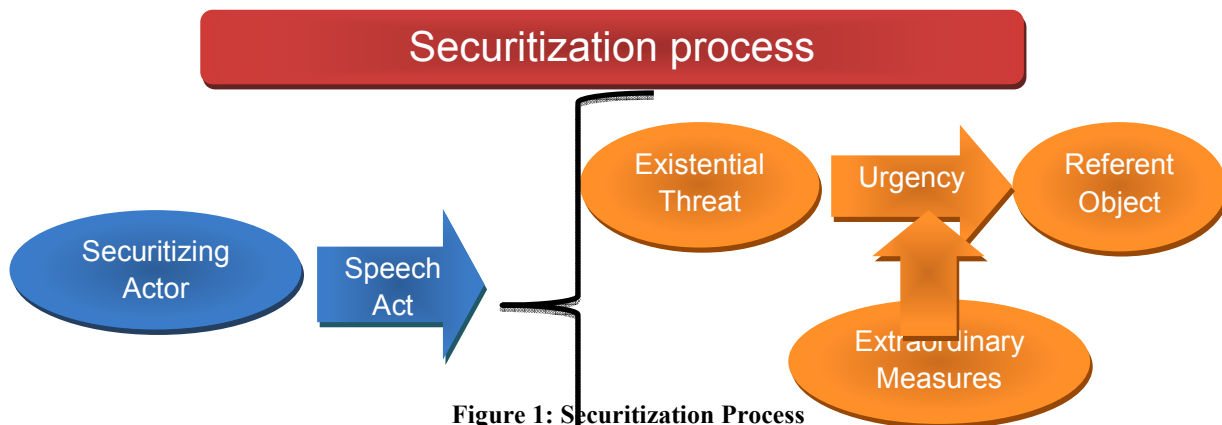 Securitization process
Securitizing
Actor
Speech
Act
Existential
Threat
Urgency
Referent
Object
Extraordinary
Measures
Figure 1: Securitization Process